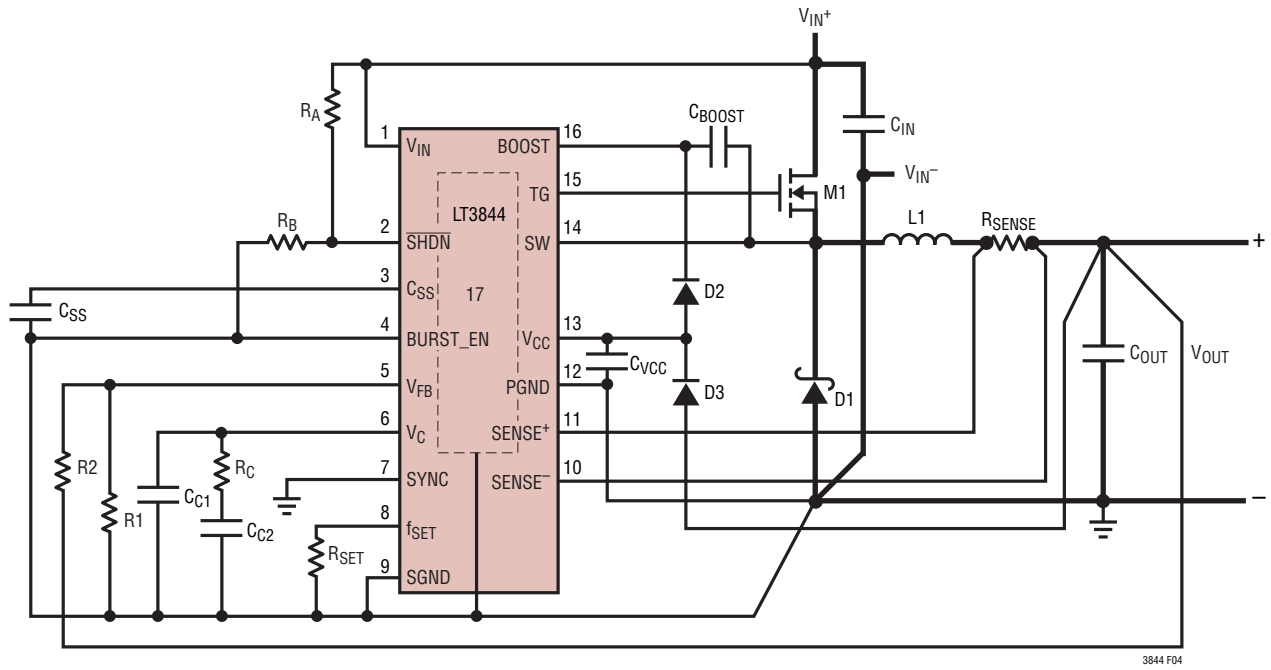 VIN+
RA
CBOOST
CIN
1
VIN
BOOST
16
VIN−
TG
15
M1
LT3844
RB
2
SHDN
SW
14
L1
RSENSE
+
3
CSS
17
D2
CSS
4
BURST_EN
VCC
13
CVCC
COUT
VOUT
5
VFB
PGND
12
D3
D1
6
VC
SENSE+
11
R2
RC
7
SYNC
SENSE−
10
CC1
R1
CC2
−
8
fSET
RSET
9
SGND
3844 F04